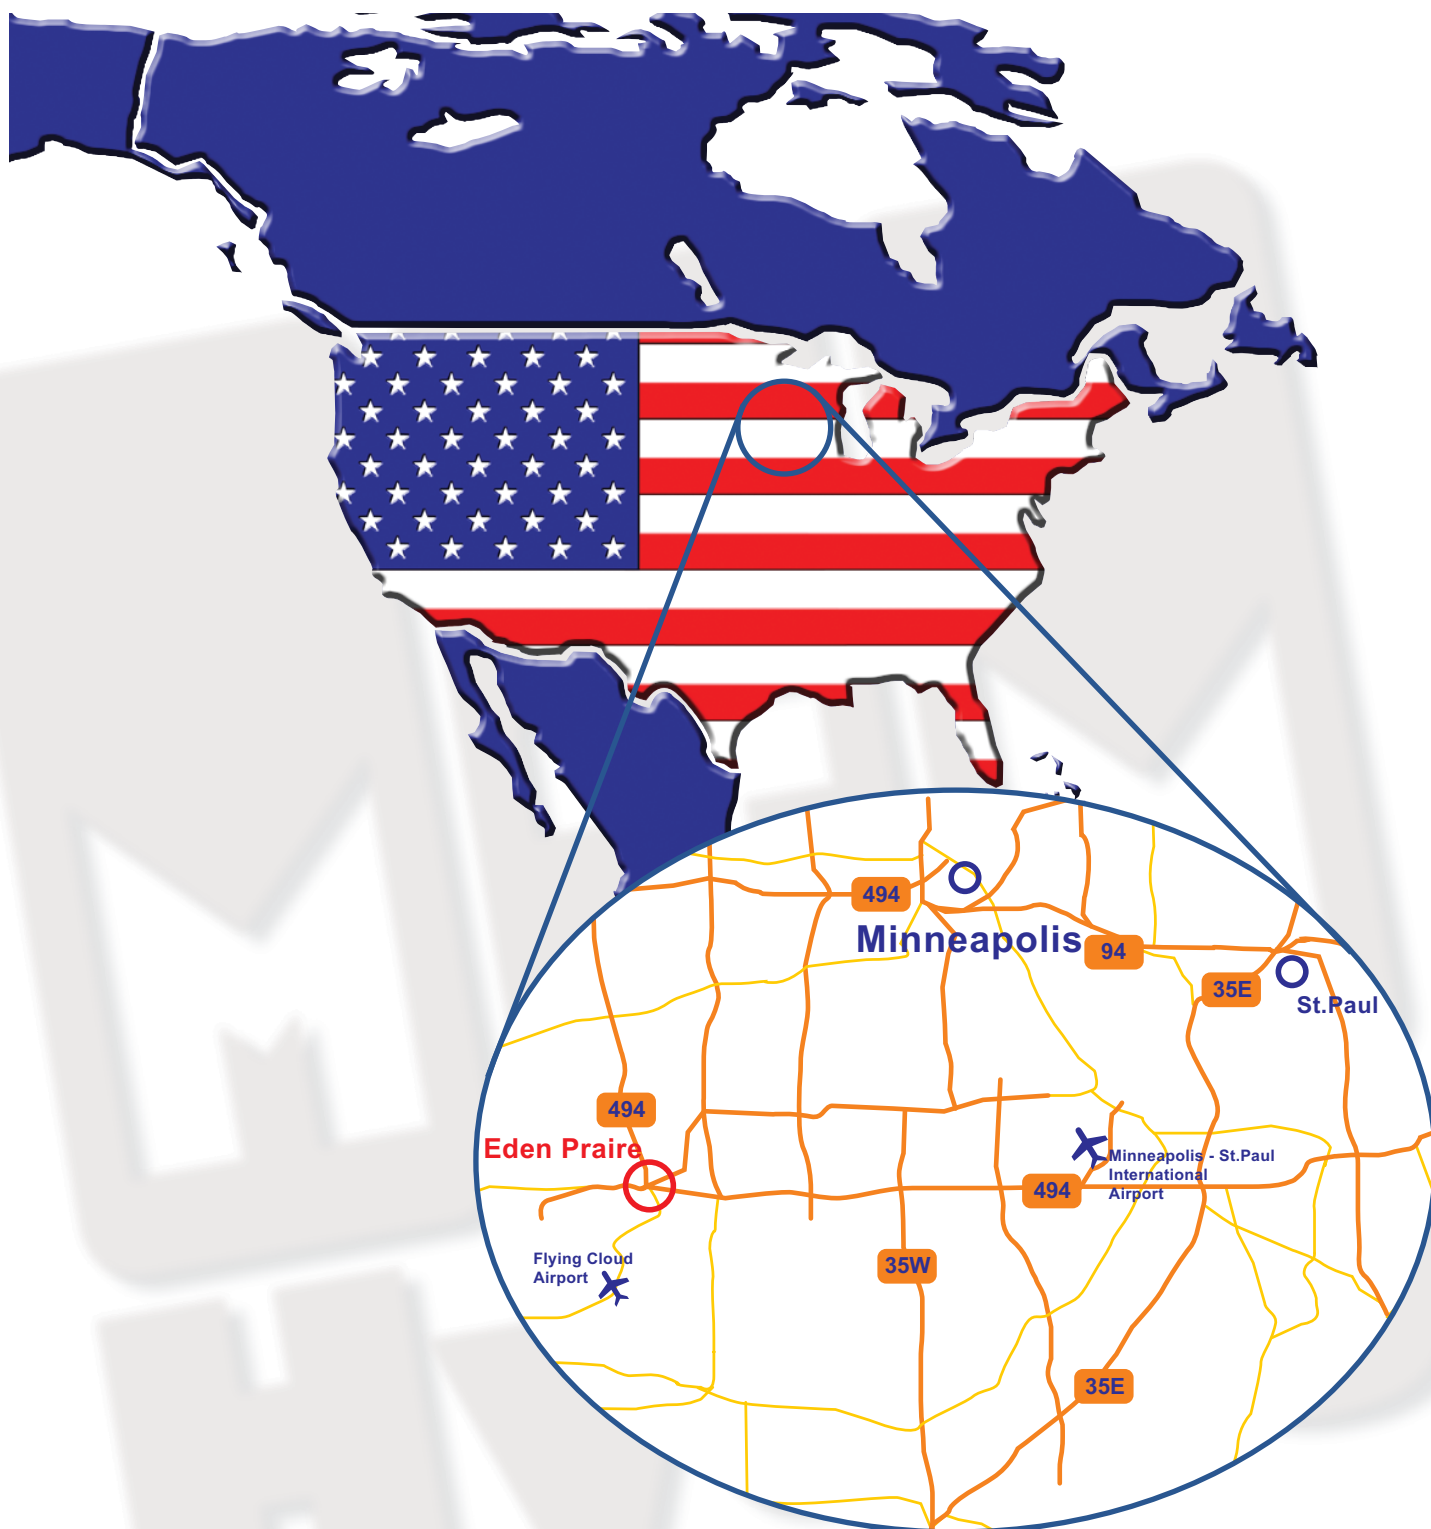 494
Minneapolis
94
35E
St.Paul
494
Eden Praire
Minneapolis - St.Paul
International
Airport
494
Flying Cloud
Airport
35W
35E